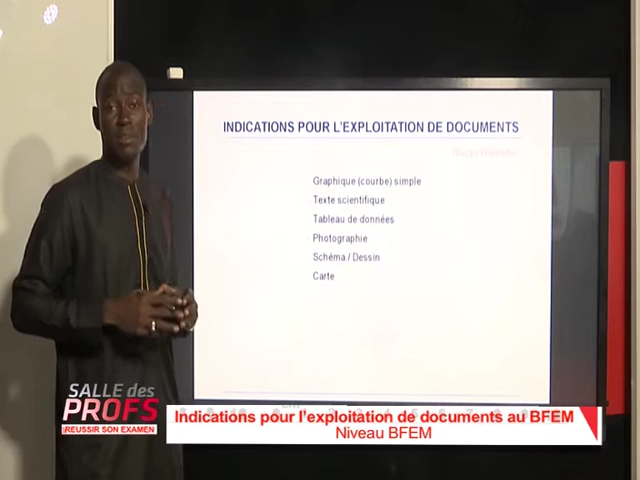 INDICATIONS POUR L'EXPLOITATION DE DOCUMENTS
Graphique (courbe) simple
Texte scientifique
Tableau de données
Photographie
Schéma / Dessin
Carte
SALLE des
PROFS
REUSSIR SON EXAMEN
Indications pour l'exploitation de documents au BFEM
Niveau BFEM